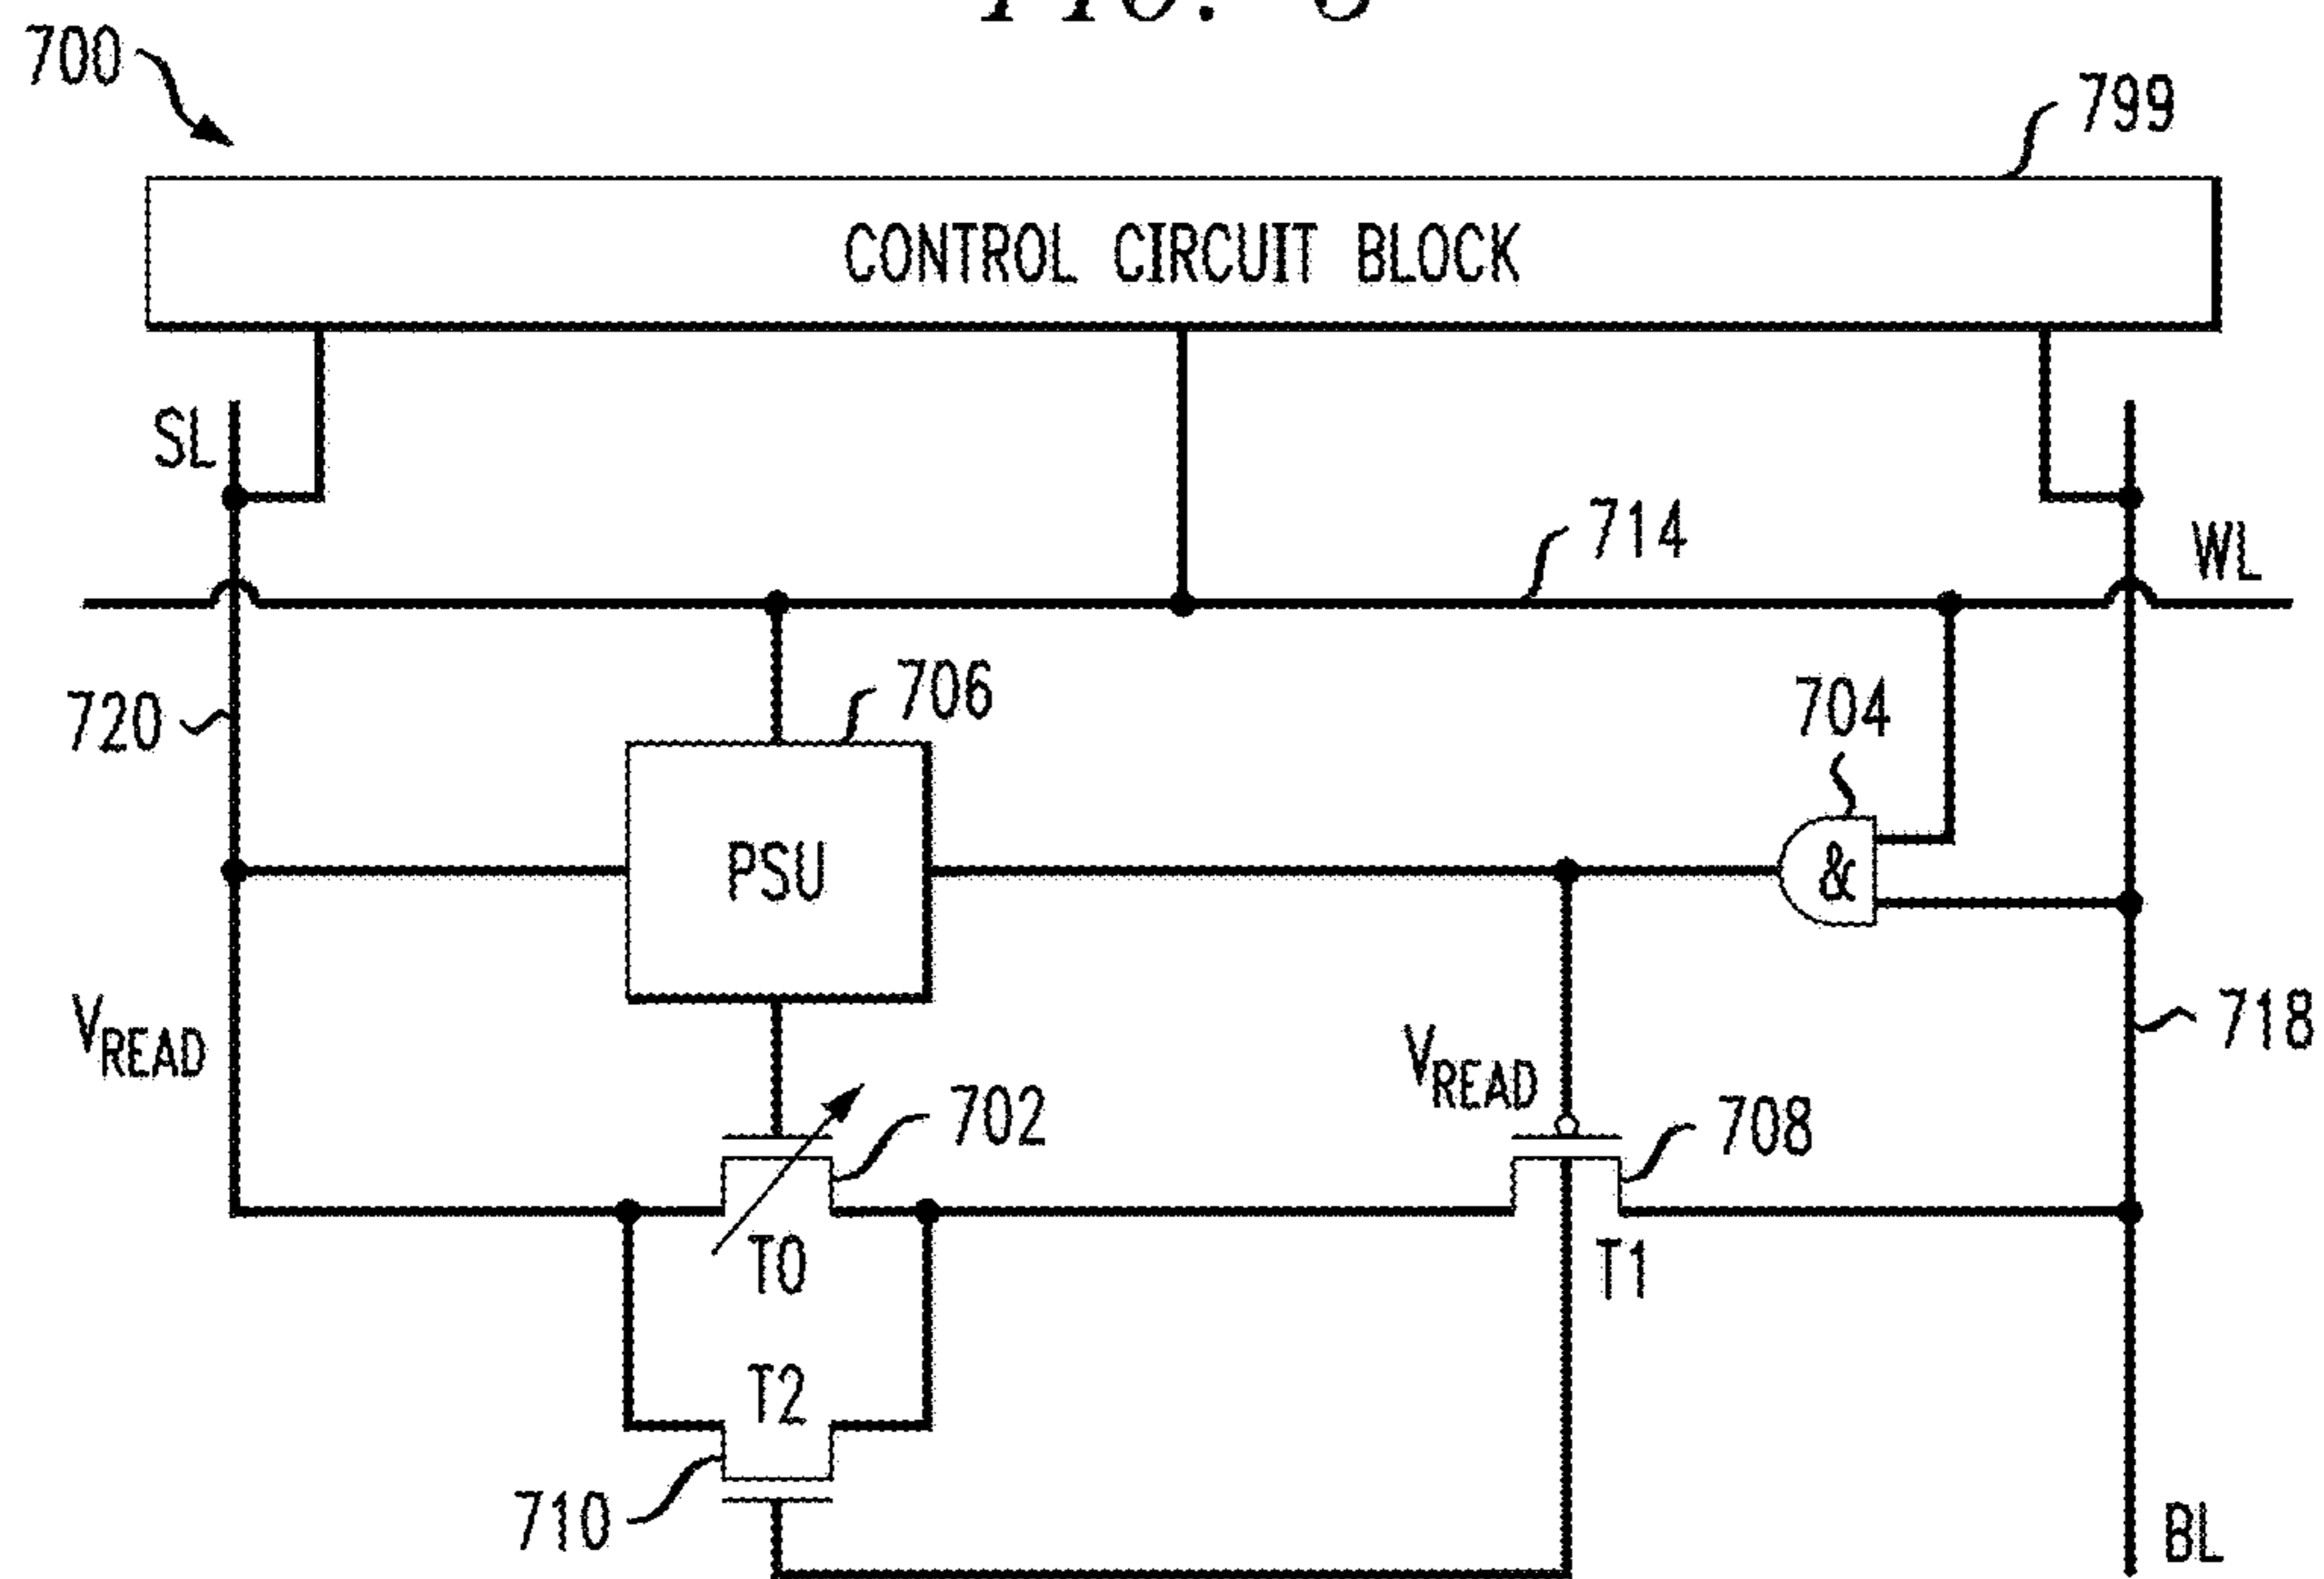 700
799
CONTROL CIRCUIT BLOCK
SL
714
WL
720
706
704
PSU
&
VREAD
VREAD
718
702
708
T0
T1
T2
710
BL